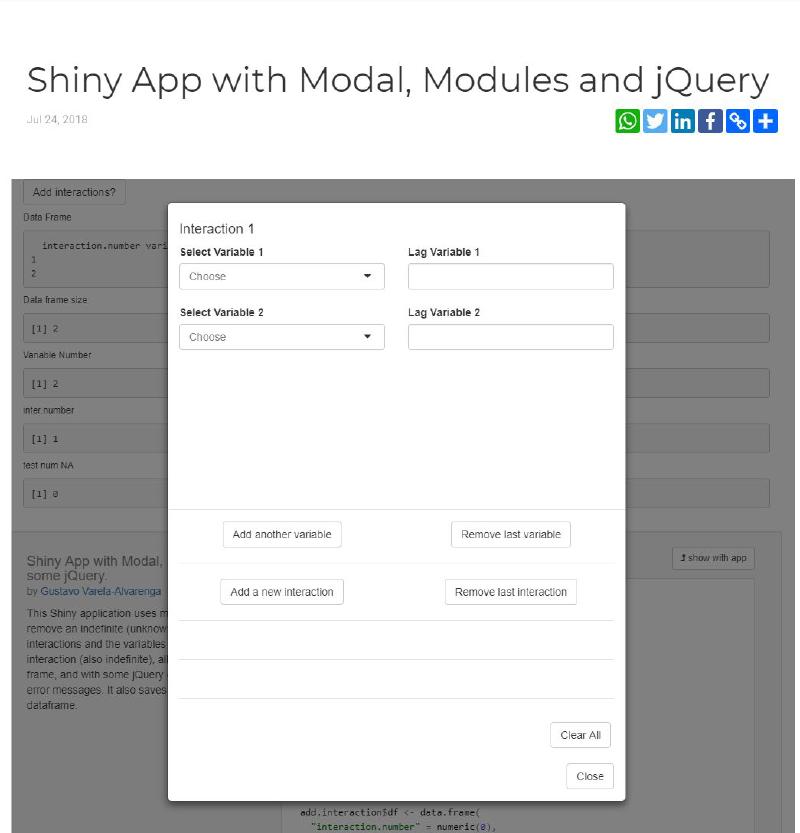 Shiny App with Modal, Modules and jQuery
Jul 24, 2018
Add interactions?
Data Frame
interaction.number vari
1
2
Data frame size
[1] 2
Variable Number
[1] 2
inter.number
[1] 1
test num NA
[1] 0
Interaction 1
Select Variable 1
Lag Variable 1
Choose
Select Variable 2
Lag Variable 2
Choose
Add another variable
Remove last variable
Add a new interaction
Remove last interaction
Clear All
Close
Shiny App with Modal,
some jQuery.
by Gustavo Varela-Alvarenga
show with app
This Shiny application uses m
remove an indefinite (unknow
interactions and the variables
interaction (also indefinite), al
frame, and with some jQuery
error messages. It also saves
dataframe.
add.interaction$df <- data.frame(
"interaction.number" = numeric(0),